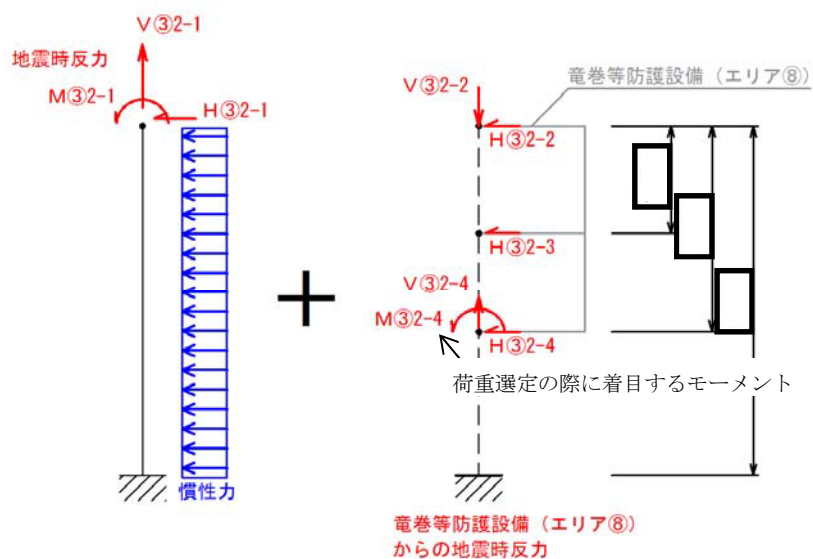 V③2-1
地震時反力
M③2-1
H③2-1
慣性力
+
竜巻等防護設備（エリア⑧）
V③2-2
H③2-2
H③2-3
V③2-4
M③2-4
H③2-4
荷重選定の際に着目するモーメント
竜巻等防護設備（エリア⑧）
からの地震時反力